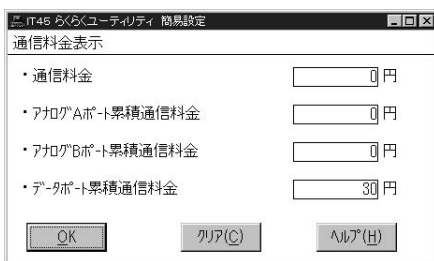 IT45 らくらくユーティリティ 簡易設定
通信料金表示
・通信料金 0 円
・ｱﾅﾛｸﾞAﾎﾟｰﾄ累積通信料金 0 円
・ｱﾅﾛｸﾞBﾎﾟｰﾄ累積通信料金 0 円
・ﾃﾞｰﾀﾎﾟｰﾄ累積通信料金 30 円
OK ｸﾘｱ(C) ﾍﾙﾌﾟ(H)